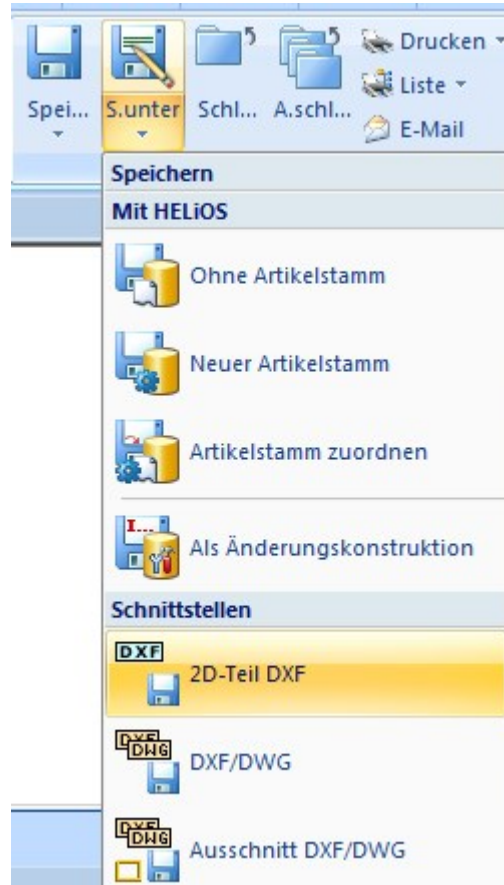 Spei...
S.unter
Schl...
A.schl...
Drucken
Liste
E-Mail
Speichern
Mit HELiOS
Ohne Artikelstamm
Neuer Artikelstamm
Artikelstamm zuordnen
I...
Als Änderungskonstruktion
Schnittstellen
DXF
2D-Teil DXF
DXF
DWG
DXF/DWG
DXF
DWG
Ausschnitt DXF/DWG